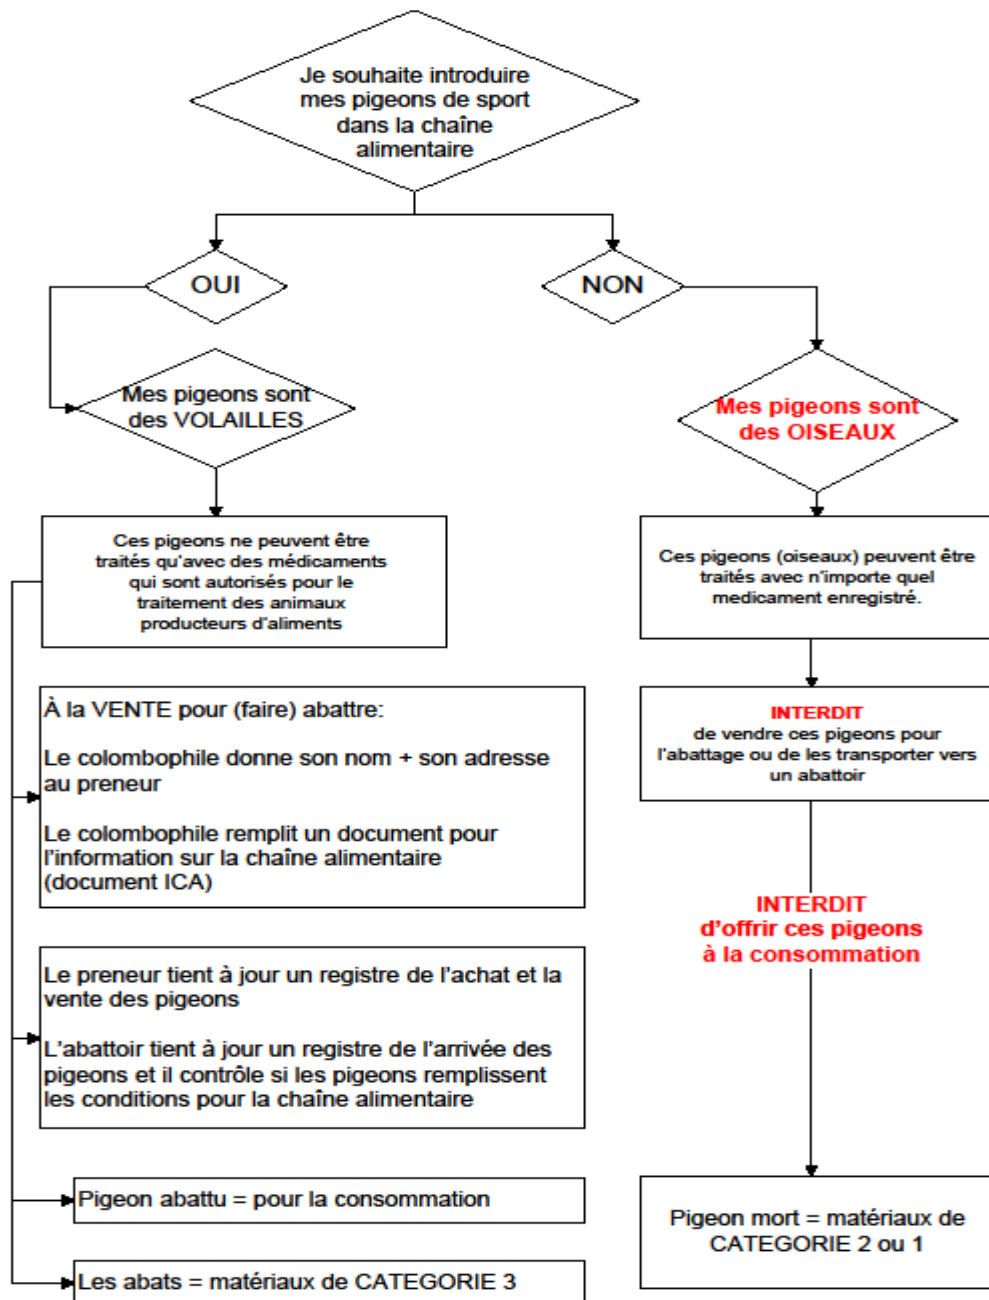 Je souhaite introduire
mes pigeons de sport
dans la chaîne
alimentaire
OUI
NON
Mes pigeons sont
des VOLAILLES
Mes pigeons sont
des OISEAUX
Ces pigeons ne peuvent être
traités qu'avec des médicaments
qui sont autorisés pour le
traitement des animaux
producteurs d'aliments
Ces pigeons (oiseaux) peuvent être
traités avec n'importe quel
medicament enregistré.
À la VENTE pour (faire) abattre:
Le colombophile donne son nom + son adresse
au preneur
Le colombophile remplit un document pour
l'information sur la chaîne alimentaire
(document ICA)
INTERDIT
de vendre ces pigeons pour
l'abattage ou de les transporter vers
un abattoir
INTERDIT
d'offrir ces pigeons
à la consommation
Le preneur tient à jour un registre de l'achat et la
vente des pigeons
L'abattoir tient à jour un registre de l'arrivée des
pigeons et il contrôle si les pigeons remplissent
les conditions pour la chaîne alimentaire
Pigeon abattu = pour la consommation
Pigeon mort = matériaux de
CATEGORIE 2 ou 1
Les abats = matériaux de CATEGORIE 3